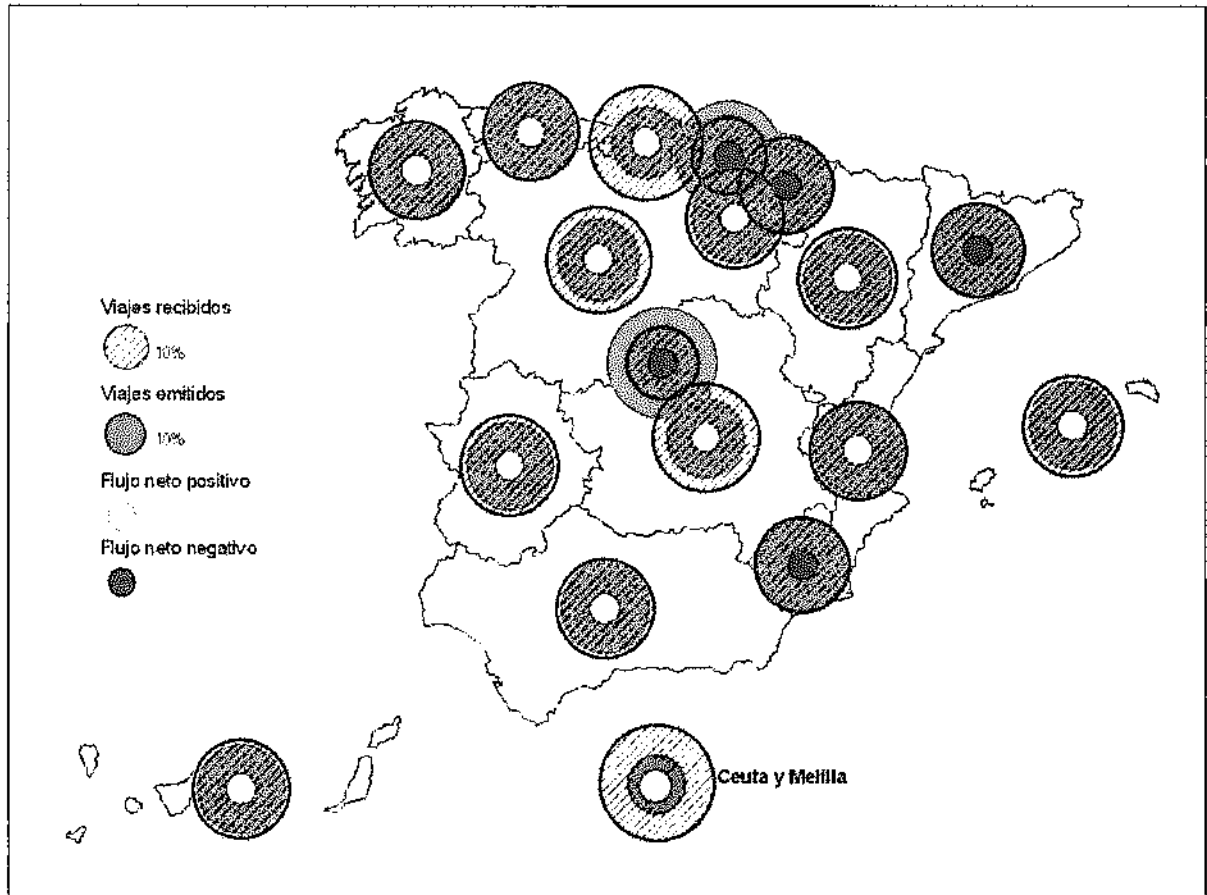 Viajes recibidos
10%
Viajes emitidos
10%
Flujo neto positivo
Flujo neto negativo
Ceuta y Melilla